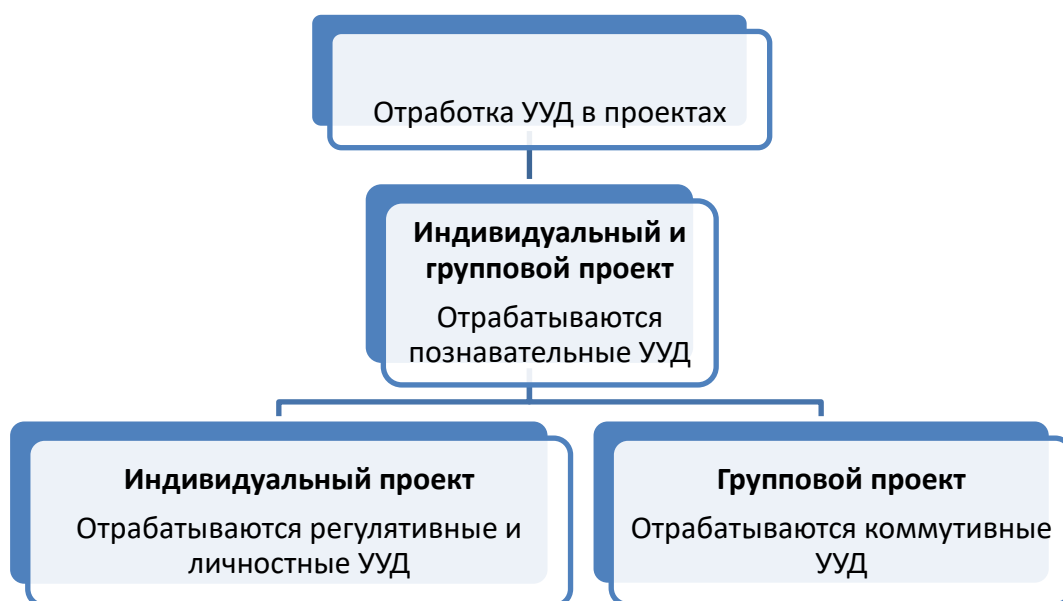 Отработка УУД в проектах
Индивидуальный и
групповой проект
Отрабатываются
познавательные УУД
Индивидуальный проект
Отрабатываются регулятивные и
личностные УУД
Групповой проект
Отрабатываются коммутивные
УУД